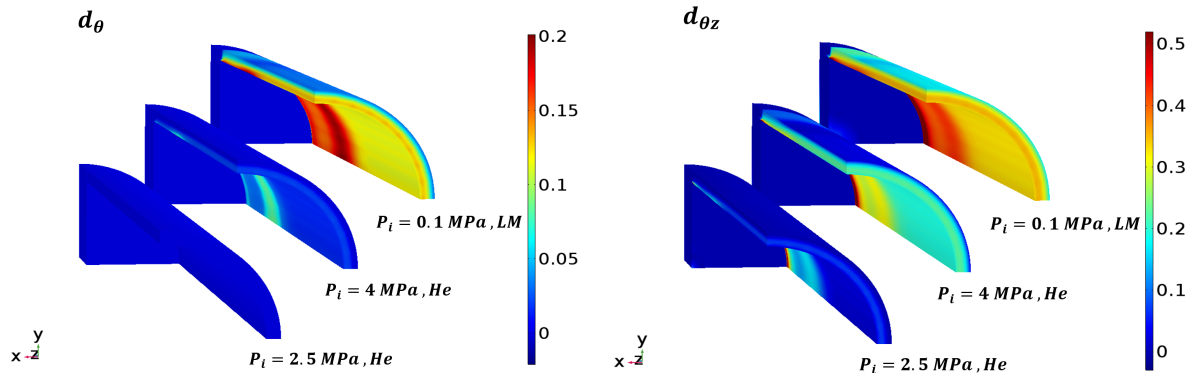 d_θ
0.2
0.15
0.1
0.05
0
P_i = 0.1 MPa , LM
P_i = 4 MPa , He
P_i = 2.5 MPa , He
y
x z
d_θz
0.5
0.4
0.3
0.2
0.1
0
P_i = 0.1 MPa , LM
P_i = 4 MPa , He
P_i = 2.5 MPa , He
y
x z